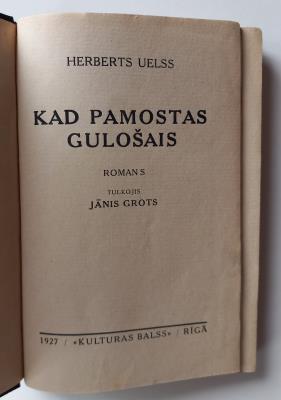 HERBERTS UELSS
KAD PAMOSTAS
GULOŠAIS
ROMANS
TULKOJIS
JĀNIS GROTS
1927 / «KULTURAS BALSS» / RĪGĀ